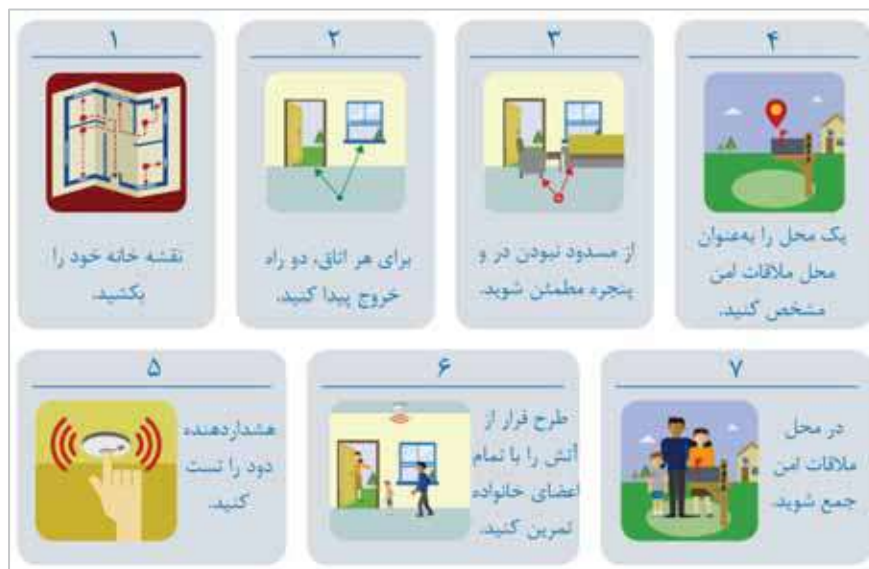 ۱
نقشه خانه خود را
بکشید.
۲
برای هر اتاق، دو راه
خروج پیدا کنید.
۳
از مسدود نبودن در و
پنجره مطمئن شوید.
۴
یک محل را به‌عنوان
محل ملاقات امن
مشخص کنید.
۵
هشداردهنده
دود را تست
کنید.
۶
طرح فرار از
آتش را با تمام
اعضای خانواده
تمرین کنید.
۷
در محل
ملاقات امن
جمع شوید.